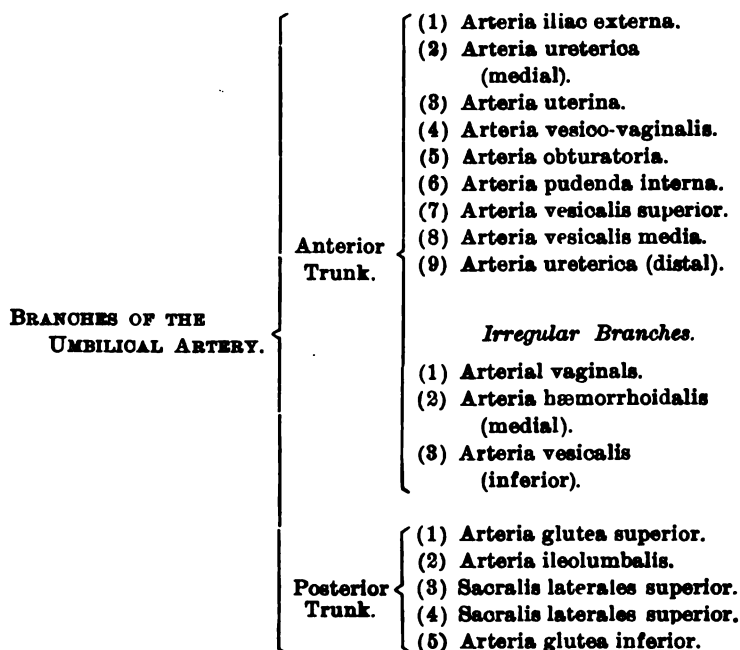 BRANCHES OF THE
UMBILICAL ARTERY.
Anterior
Trunk.
(1) Arteria iliac externa.
(2) Arteria ureterica
(medial).
(3) Arteria uterina.
(4) Arteria vesico-vaginalis.
(5) Arteria obturatoria.
(6) Arteria pudenda interna.
(7) Arteria vesicalis superior.
(8) Arteria vesicalis media.
(9) Arteria ureterica (distal).
Irregular Branches.
(1) Arterial vaginals.
(2) Arteria hæmorrhoidalis
(medial).
(3) Arteria vesicalis
(inferior).
Posterior
Trunk.
(1) Arteria glutea superior.
(2) Arteria ileolumbalis.
(3) Sacralis laterales superior.
(4) Sacralis laterales superior.
(5) Arteria glutea inferior.